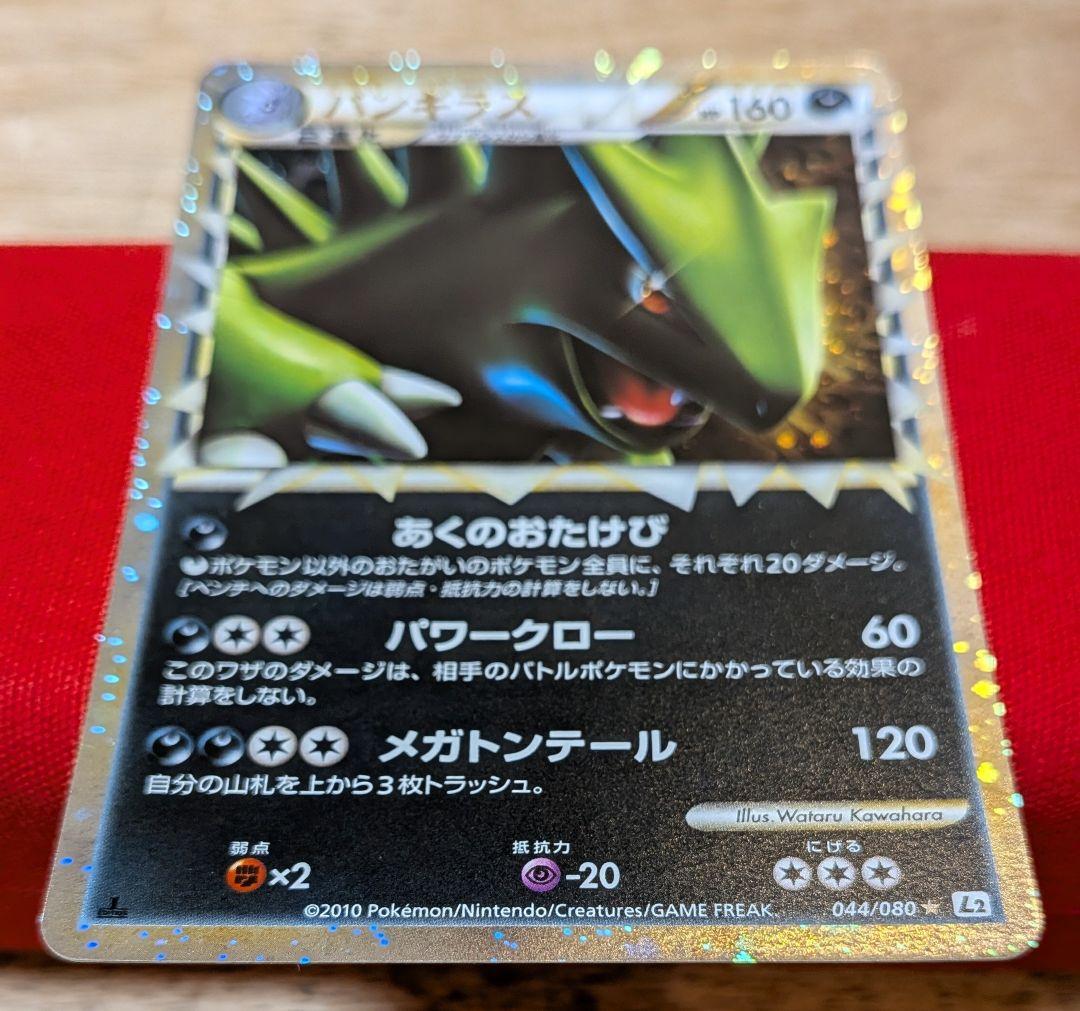 バンギラス HP160
あくのおたけび
ポケモン以外のおたがいのポケモン全員に、それぞれ20ダメージ。
［ベンチへのダメージは弱点・抵抗力の計算をしない。］
パワークロー 60
このワザのダメージは、相手のバトルポケモンにかかっている効果の
計算をしない。
メガトンテール 120
自分の山札を上から3枚トラッシュ。
Illus. Wataru Kawahara
弱点 抵抗力 にげる
×2 -20
©2010 Pokémon/Nintendo/Creatures/GAME FREAK. 044/080 L2